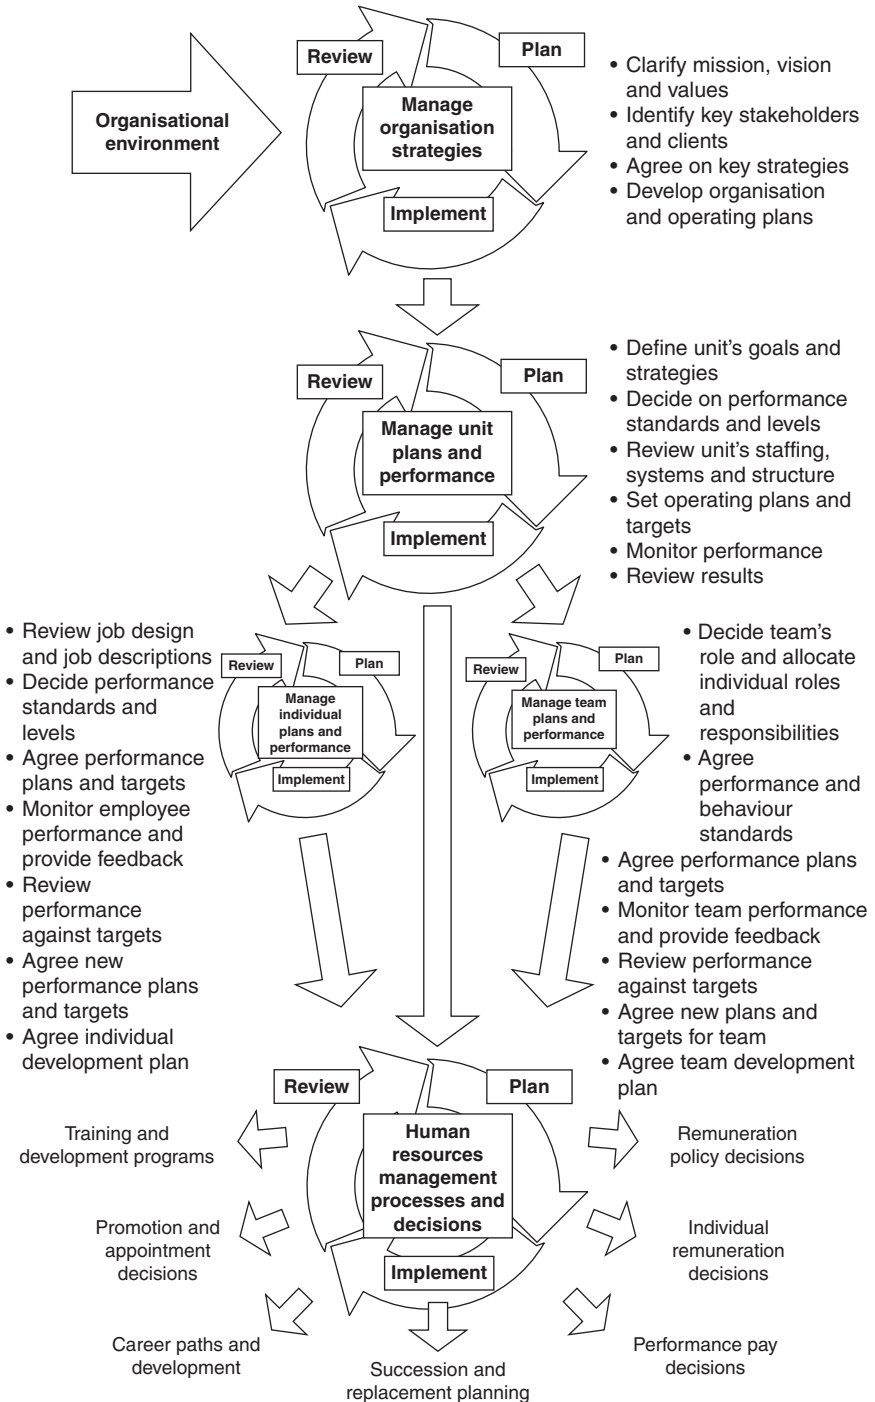 Review
Plan
Organisational
environment
Manage
organisation
strategies
Implement
• Clarify mission, vision
and values
• Identify key stakeholders
and clients
• Agree on key strategies
• Develop organisation
and operating plans
Review
Plan
Manage unit
plans and
performance
Implement
• Define unit's goals and
strategies
• Decide on performance
standards and levels
• Review unit's staffing,
systems and structure
• Set operating plans and
targets
• Monitor performance
• Review results
• Review job design
and job descriptions
• Decide performance
standards and
levels
• Agree performance
plans and targets
• Monitor employee
performance and
provide feedback
• Review
performance
against targets
• Agree new
performance plans
and targets
• Agree individual
development plan
Review
Plan
Manage
individual
plans and
performance
Implement
Review
Plan
Manage team
plans and
performance
Implement
• Decide team's
role and allocate
individual roles
and
responsibilities
• Agree
performance and
behaviour
standards
• Agree performance plans
and targets
• Monitor team performance
and provide feedback
• Review performance
against targets
• Agree new plans and
targets for team
• Agree team development
plan
Review
Plan
Human
resources
management
processes and
decisions
Implement
Training and
development programs
Promotion and
appointment
decisions
Career paths and
development
Succession and
replacement planning
Remuneration
policy decisions
Individual
remuneration
decisions
Performance pay
decisions